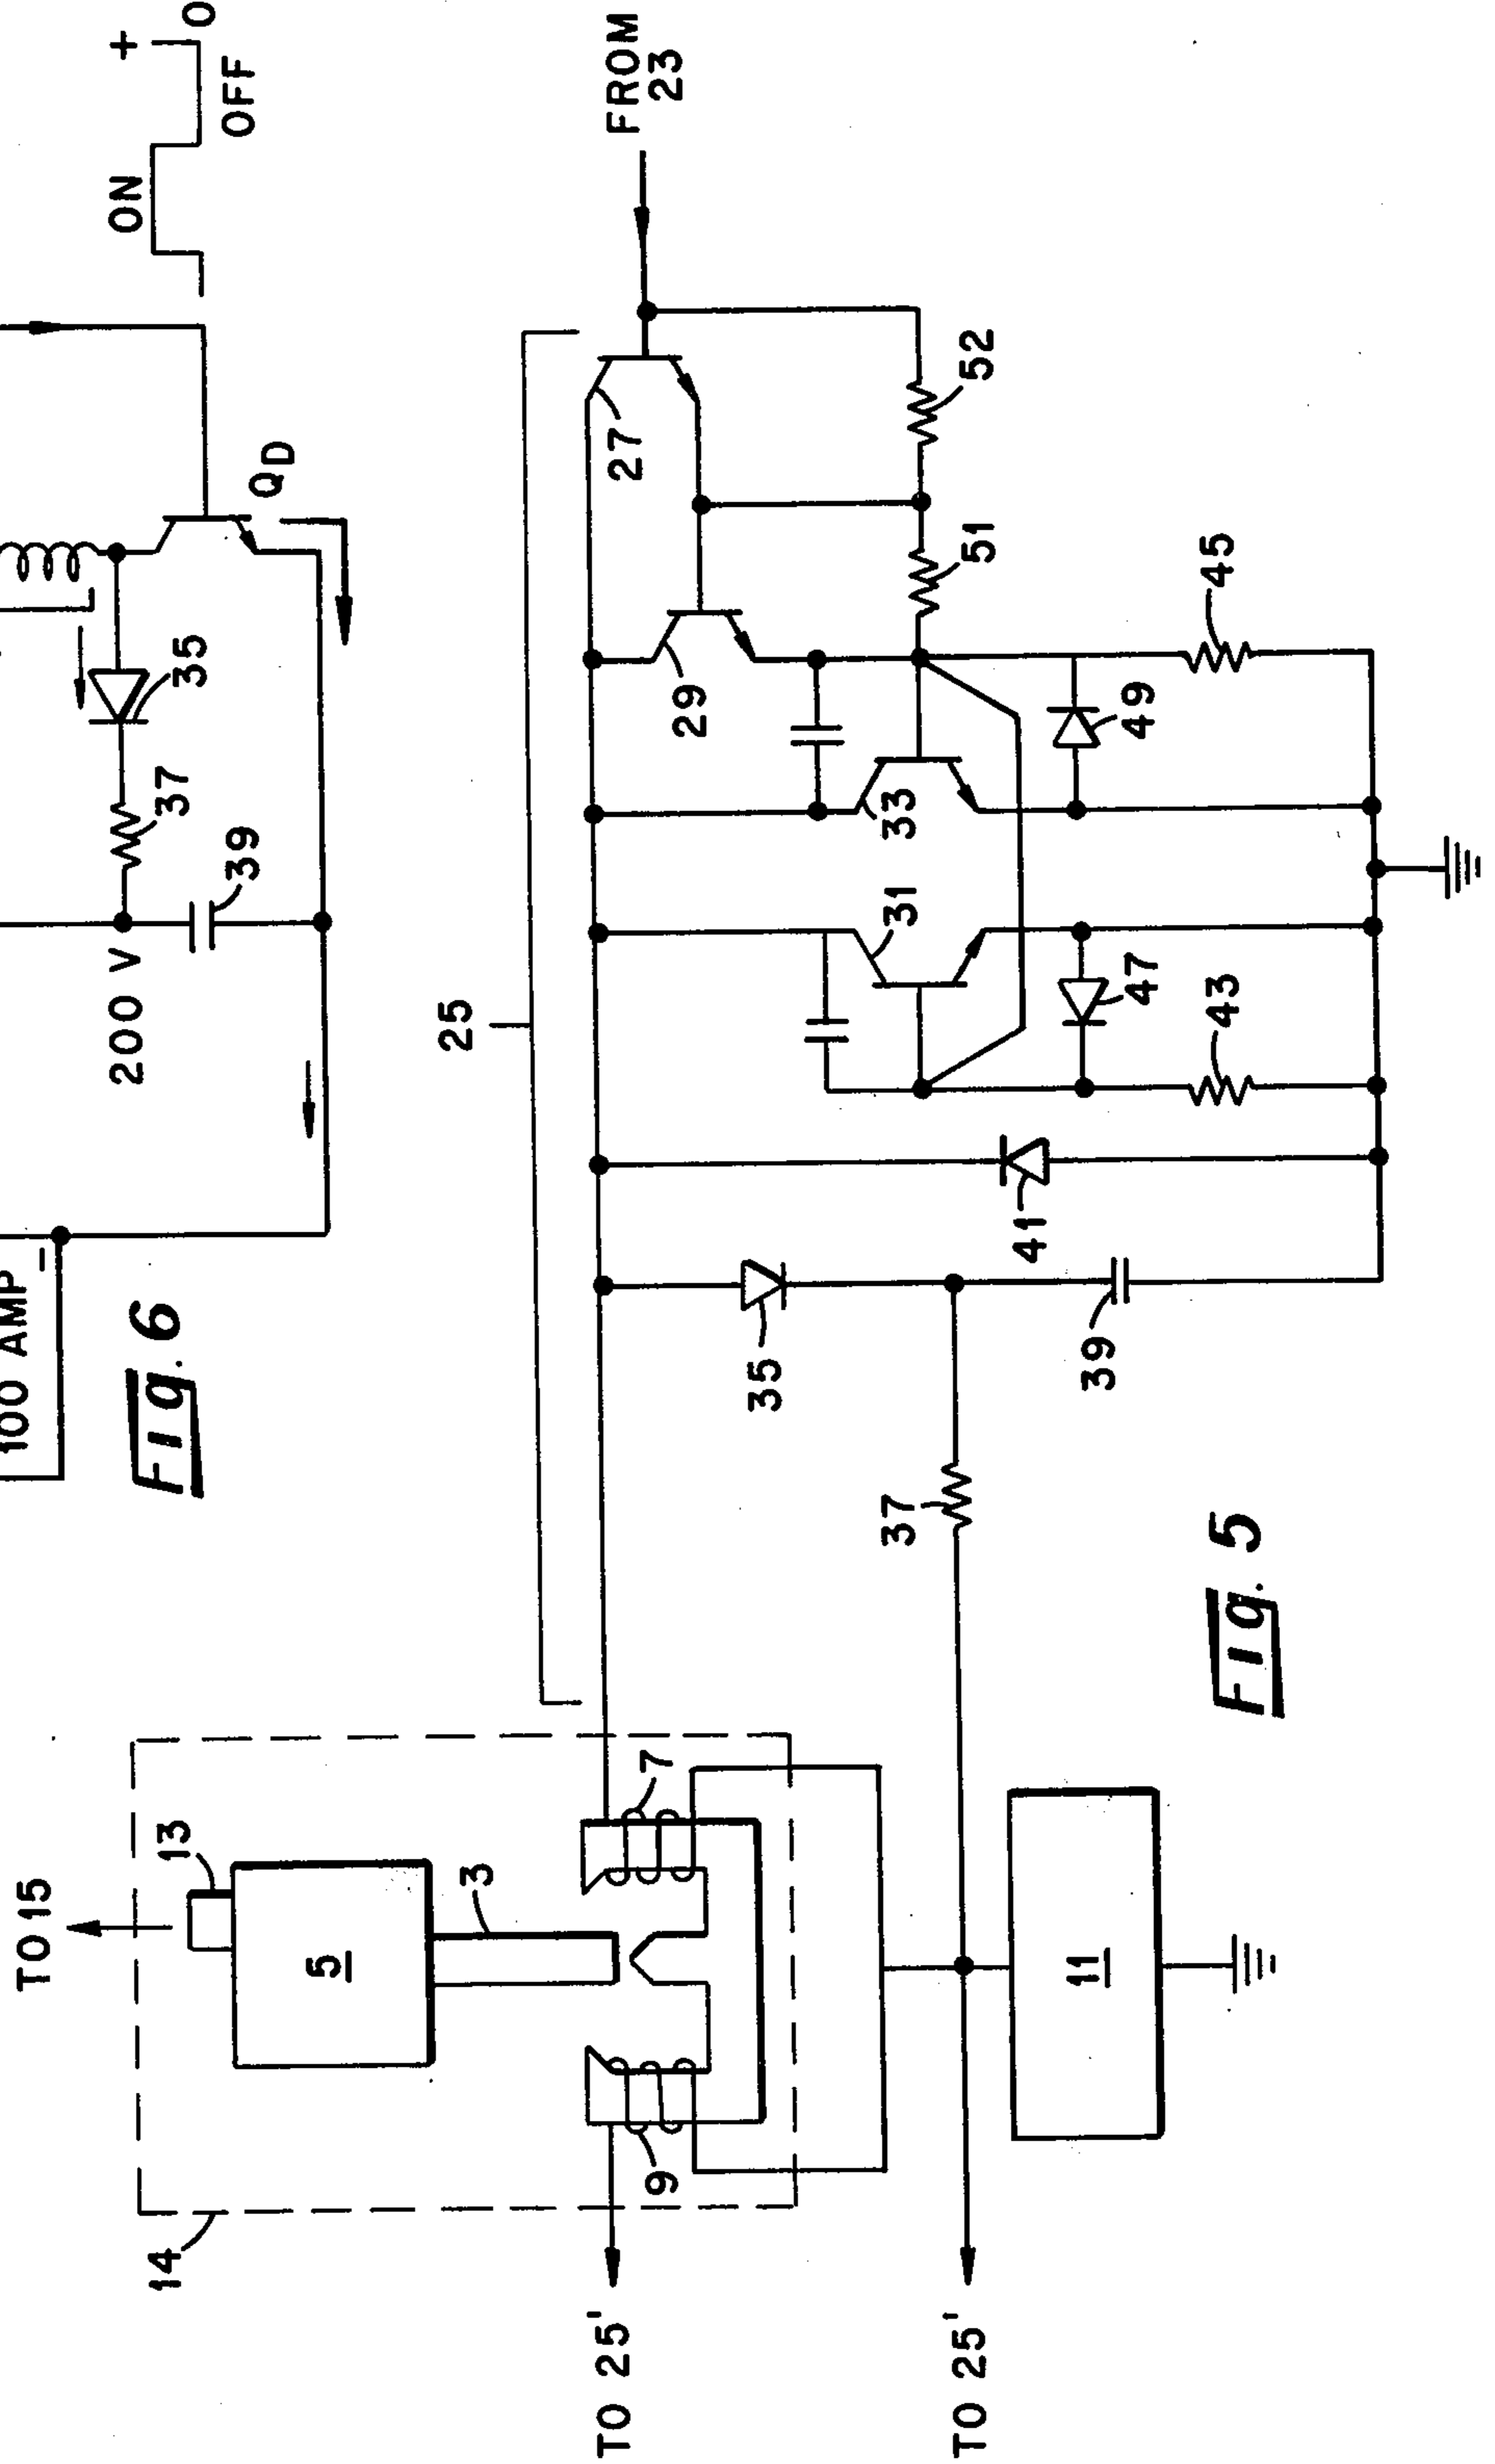 100 AMP
−
200 V
39
37
35
Q_D
ON
+
OFF
0
Fig. 6
TO 15
13
14
5
3
7
9
TO 25'
TO 25'
11
25
FROM
23
27
29
52
51
33
31
45
49
47
43
41
35
39
37
Fig. 5